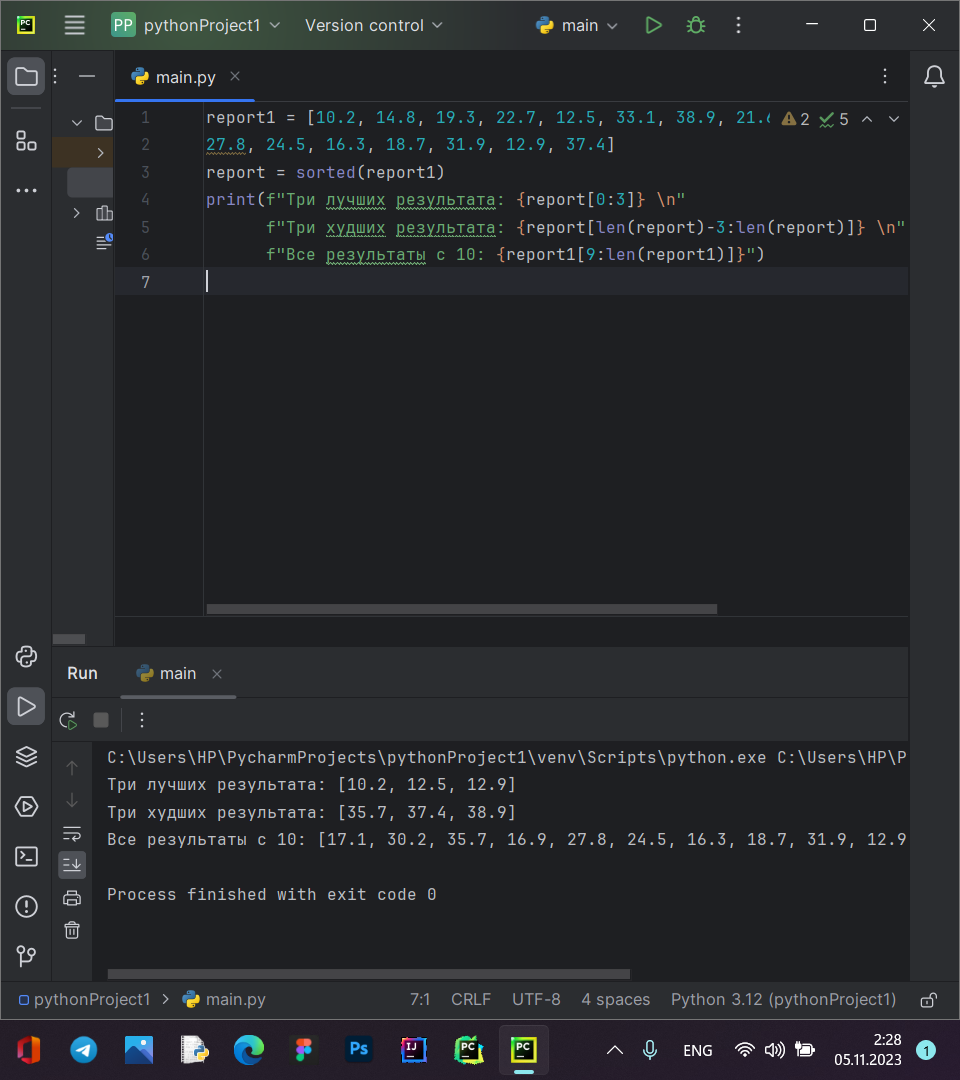 PC
PP pythonProject1 Version control main
main.py
1 report1 = [10.2, 14.8, 19.3, 22.7, 12.5, 33.1, 38.9, 21.6 2 5
2 27.8, 24.5, 16.3, 18.7, 31.9, 12.9, 37.4]
3 report = sorted(report1)
4 print(f"Три лучших результата: {report[0:3]} \n"
5 f"Три худших результата: {report[len(report)-3:len(report)]} \n"
6 f"Все результаты с 10: {report1[9:len(report1)]}")
7
Run main
C:\Users\HP\PycharmProjects\pythonProject1\venv\Scripts\python.exe C:\Users\HP\P
Три лучших результата: [10.2, 12.5, 12.9]
Три худших результата: [35.7, 37.4, 38.9]
Все результаты с 10: [17.1, 30.2, 35.7, 16.9, 27.8, 24.5, 16.3, 18.7, 31.9, 12.9
Process finished with exit code 0
pythonProject1 main.py 7:1 CRLF UTF-8 4 spaces Python 3.12 (pythonProject1)
Ps IJ PC PC ENG 2:28
05.11.2023 1